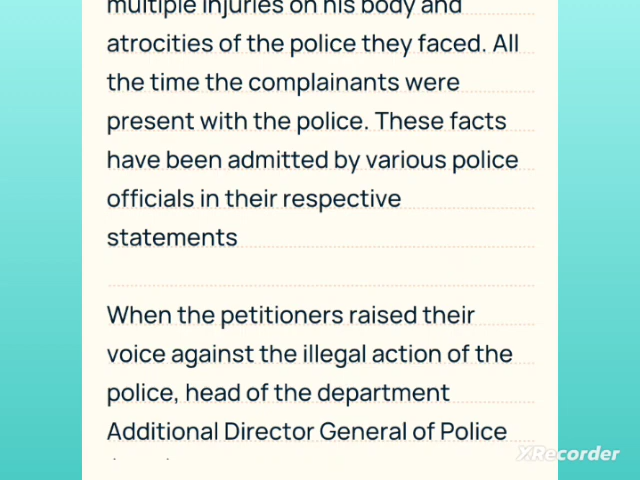 multiple injuries on his body and
atrocities of the police they faced. All
the time the complainants were
present with the police. These facts
have been admitted by various police
officials in their respective
statements
When the petitioners raised their
voice against the illegal action of the
police, head of the department
Additional Director General of Police
XRecorder